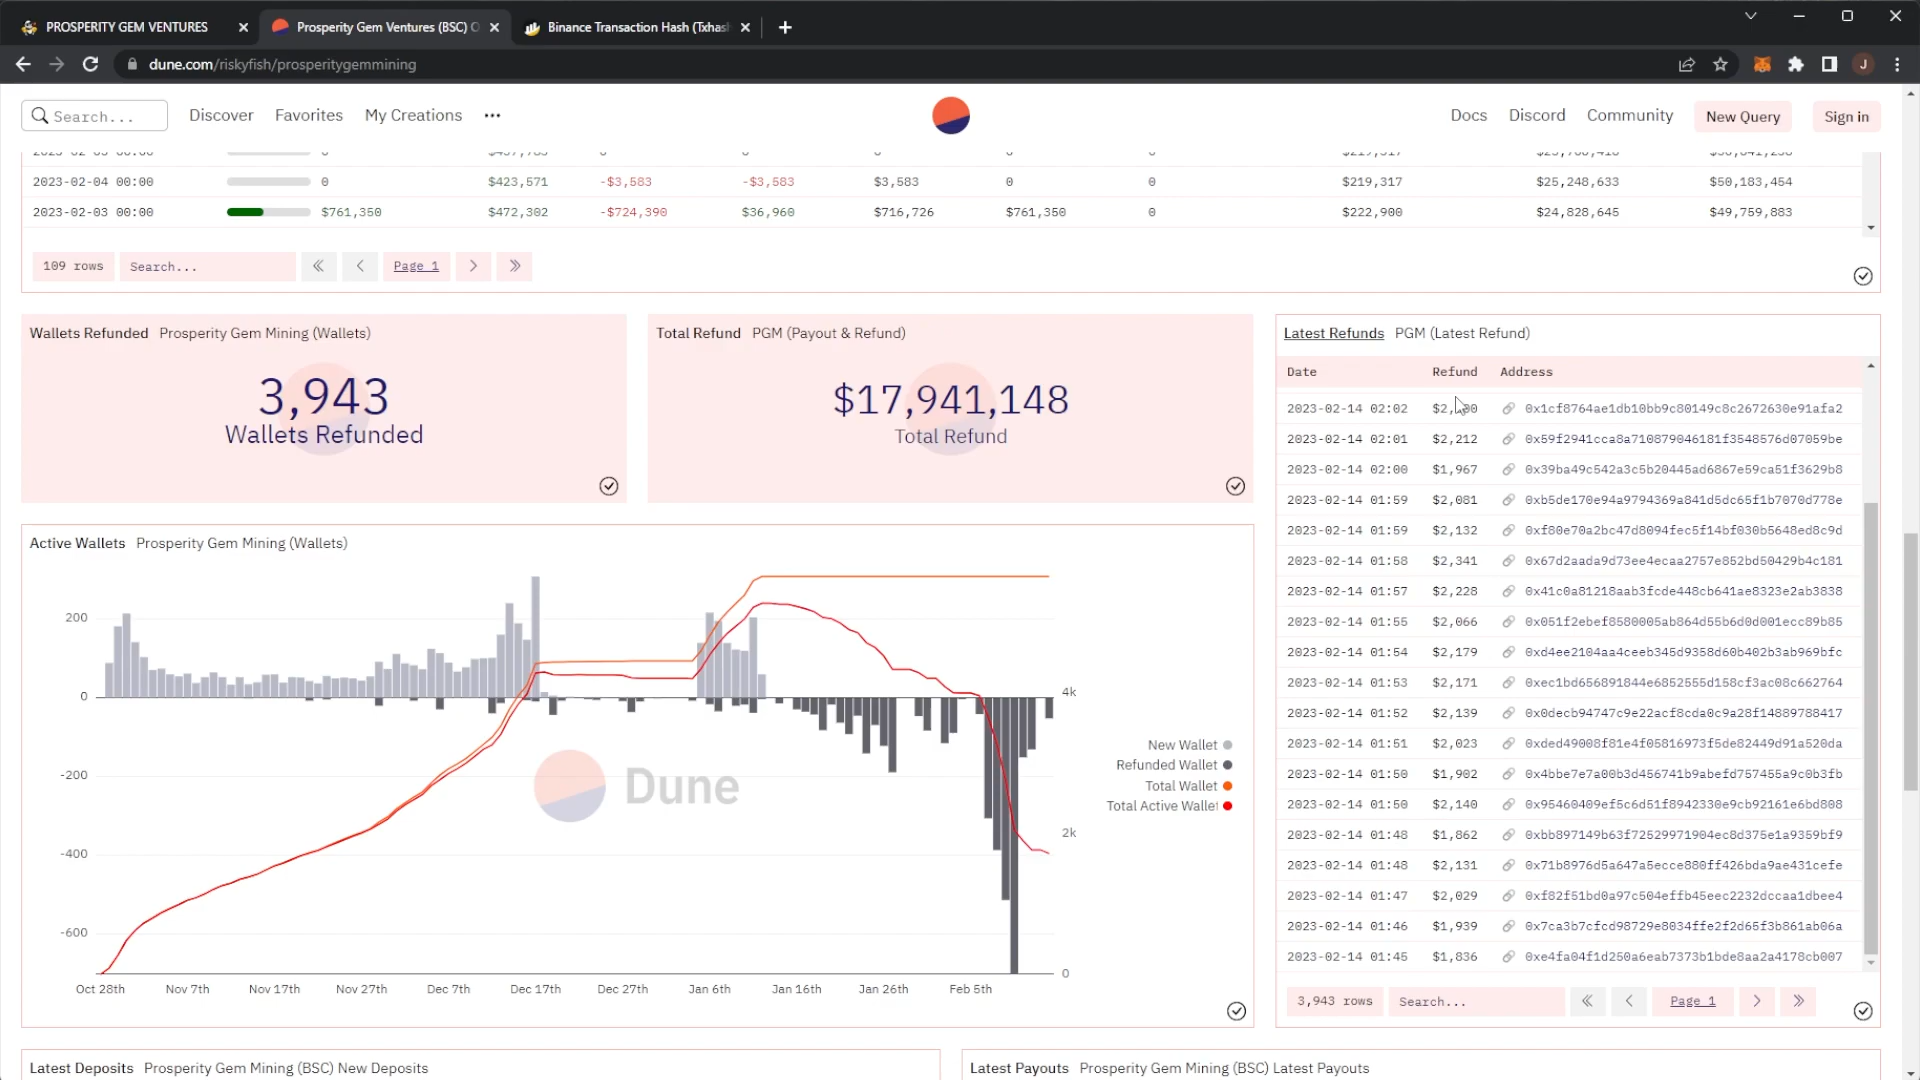 PROSPERITY GEM VENTURES
Prosperity Gem Ventures (BSC) O
Binance Transaction Hash (Txhash
dune.com/riskyfish/prosperitygemmining
J
Search...
Discover
Favorites
My Creations
Docs
Discord
Community
New Query
Sign in
2023-02-04 00:00 0 $423,571 -$3,583 -$3,583 $3,583 0 0 $219,317 $25,248,633 $50,183,454
2023-02-03 00:00 $761,350 $472,302 -$724,390 $36,960 $716,726 $761,350 0 $222,900 $24,828,645 $49,759,883
109 rows Search... Page 1
Wallets Refunded Prosperity Gem Mining (Wallets)
3,943
Wallets Refunded
Total Refund PGM (Payout & Refund)
$17,941,148
Total Refund
Active Wallets Prosperity Gem Mining (Wallets)
200
0
-200
-400
-600
4k
2k
0
Dune
New Wallet
Refunded Wallet
Total Wallet
Total Active Wallet
Oct 28th Nov 7th Nov 17th Nov 27th Dec 7th Dec 17th Dec 27th Jan 6th Jan 16th Jan 26th Feb 5th
Latest Refunds PGM (Latest Refund)
Date Refund Address
2023-02-14 02:02 0x1cf8764ae1db10bb9c80149c8c2672630e91afa2
2023-02-14 02:01 $2,212 0x59f2941cca8a710879046181f3548576d07059be
2023-02-14 02:00 $1,967 0x39ba49c542a3c5b20445ad6867e59ca51f3629b8
2023-02-14 01:59 $2,081 0xb5de170e94a9794369a841d5dc65f1b7070d778e
2023-02-14 01:59 $2,132 0xf80e70a2bc47d8094fec5f14bf030b5648ed8c9d
2023-02-14 01:58 $2,341 0x67d2aada9d73ee4ecaa2757e852bd50429b4c181
2023-02-14 01:57 $2,228 0x41c0a81218aab3fcde448cb641ae8323e2ab3838
2023-02-14 01:55 $2,066 0x051f2ebef8580005ab864d55b6d0d001ecc89b85
2023-02-14 01:54 $2,179 0xd4ee2104aa4ceeb345d9358d60b402b3ab969bfc
2023-02-14 01:53 $2,171 0xec1bd656891844e6852555d158cf3ac08c662764
2023-02-14 01:52 $2,139 0x0decb94747c9e22acf8cda0c9a28f14889788417
2023-02-14 01:51 $2,023 0xded49008f81e4f05816973f5de82449d91a520da
2023-02-14 01:50 $1,902 0x4bbe7e7a00b3d456741b9abefd757455a9c0b3fb
2023-02-14 01:50 $2,140 0x95460409ef5c6d51f8942330e9cb92161e6bd808
2023-02-14 01:48 $1,862 0xbb897149b63f72529971904ec8d375e1a9359bf9
2023-02-14 01:48 $2,131 0x71b8976d5a647a5ecce880ff426bda9ae431cefe
2023-02-14 01:47 $2,029 0xf82f51bd0a97c504effb45eec2232dccaa1dbee4
2023-02-14 01:46 $1,939 0x7ca3b7cfcd98729e8034ffe2f2d65f3b861ab06a
2023-02-14 01:45 $1,836 0xe4fa04f1d250a6eab7373b1bde8aa2a4178cb007
3,943 rows Search... Page 1
Latest Deposits Prosperity Gem Mining (BSC) New Deposits
Latest Payouts Prosperity Gem Mining (BSC) Latest Payouts